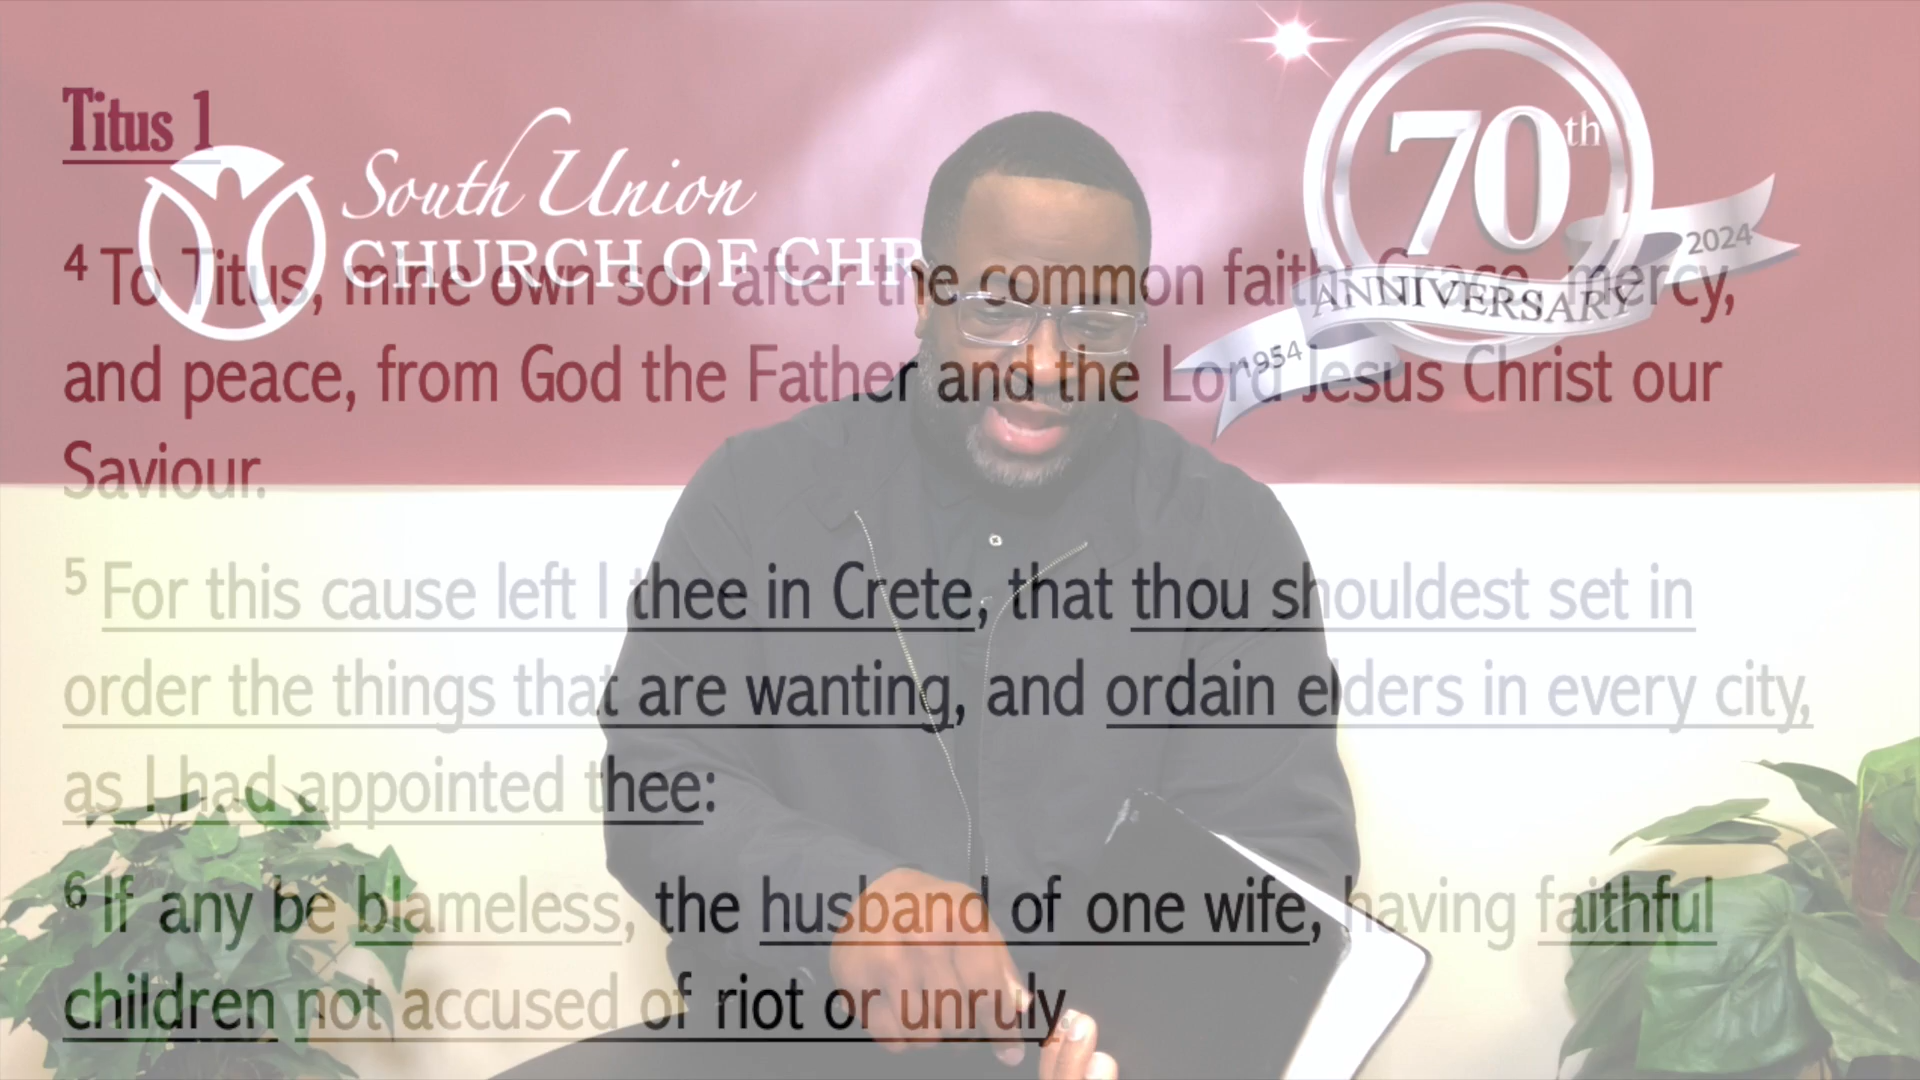 Titus 1
South Union
CHURCH OF CHR
70th
ANNIVERSARY
1954
2024
4 To Titus, mine own son after the common faith: Grace, mercy,
and peace, from God the Father and the Lord Jesus Christ our
Saviour.
5 For this cause left I thee in Crete, that thou shouldest set in
order the things that are wanting, and ordain elders in every city,
as I had appointed thee:
6 If any be blameless, the husband of one wife, having faithful
children not accused of riot or unruly.